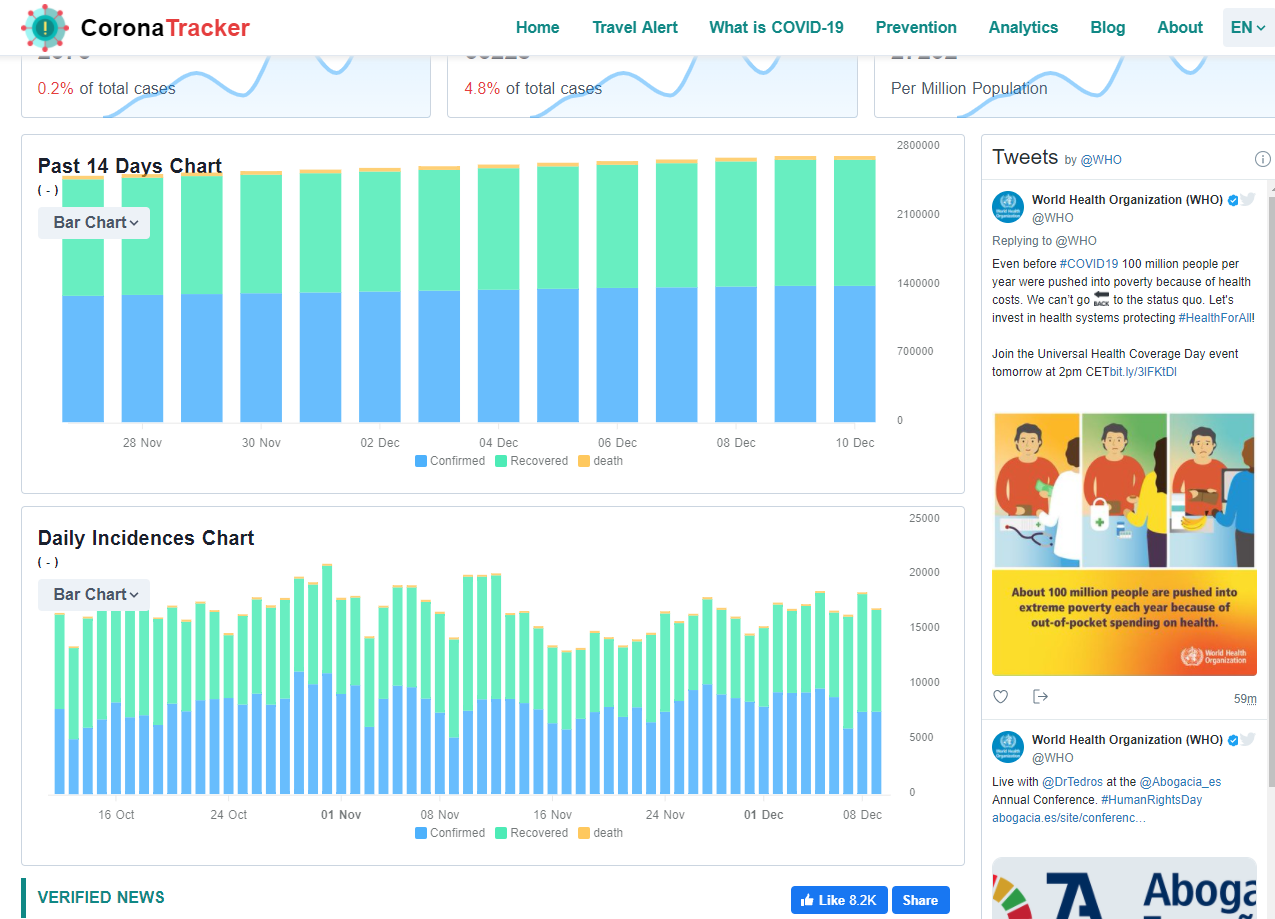 CoronaTracker
Home Travel Alert What is COVID-19 Prevention Analytics Blog About EN
0.2% of total cases
4.8% of total cases
Per Million Population
Past 14 Days Chart
( - )
Bar Chart
2800000
2100000
1400000
700000
0
28 Nov 30 Nov 02 Dec 04 Dec 06 Dec 08 Dec 10 Dec
Confirmed Recovered death
Daily Incidences Chart
( - )
Bar Chart
25000
20000
15000
10000
5000
0
16 Oct 24 Oct 01 Nov 08 Nov 16 Nov 24 Nov 01 Dec 08 Dec
Confirmed Recovered death
VERIFIED NEWS
Like 8.2K Share
Tweets by @WHO
World Health Organization (WHO)
@WHO
Replying to @WHO
Even before #COVID19 100 million people per
year were pushed into poverty because of health
costs. We can't go BACK to the status quo. Let's
invest in health systems protecting #HealthForAll!
Join the Universal Health Coverage Day event
tomorrow at 2pm CETbit.ly/3lFKtDl
About 100 million people are pushed into
extreme poverty each year because of
out-of-pocket spending on health.
World Health
Organization
59m
World Health Organization (WHO)
@WHO
Live with @DrTedros at the @Abogacia_es
Annual Conference. #HumanRightsDay
abogacia.es/site/conferenc…